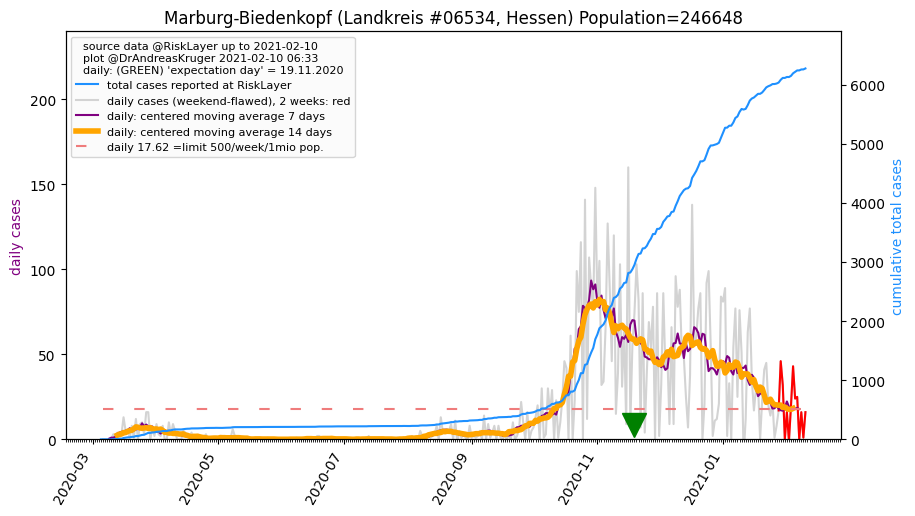 Marburg-Biedenkopf (Landkreis #06534, Hessen) Population=246648
source data @RiskLayer up to 2021-02-10
plot @DrAndreasKruger 2021-02-10 06:33
daily: (GREEN) 'expectation day' = 19.11.2020
total cases reported at RiskLayer
daily cases (weekend-flawed), 2 weeks: red
daily: centered moving average 7 days
daily: centered moving average 14 days
daily 17.62 =limit 500/week/1mio pop.
daily cases
200
150
100
50
0
cumulative total cases
6000
5000
4000
3000
2000
1000
0
2020-03
2020-05
2020-07
2020-09
2020-11
2021-01